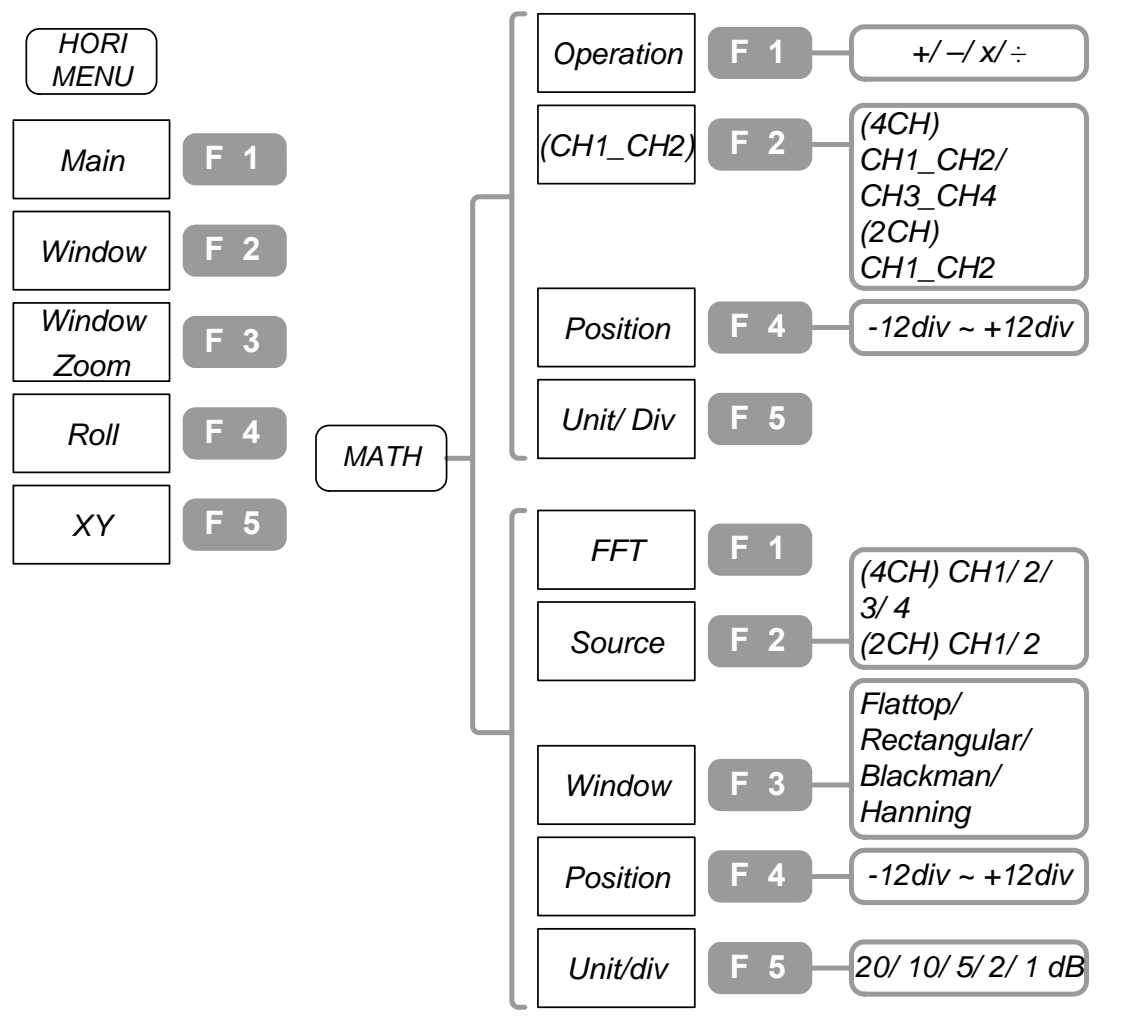 HORI
MENU
Main
F 1
Window
F 2
Window
Zoom
F 3
Roll
F 4
XY
F 5
MATH
Operation
F 1
+/ –/ x/ ÷
(CH1_CH2)
F 2
(4CH)
CH1_CH2/
CH3_CH4
(2CH)
CH1_CH2
Position
F 4
-12div ~ +12div
Unit/ Div
F 5
FFT
F 1
Source
F 2
(4CH) CH1/ 2/
3/ 4
(2CH) CH1/ 2
Window
F 3
Flattop/
Rectangular/
Blackman/
Hanning
Position
F 4
-12div ~ +12div
Unit/div
F 5
20/ 10/ 5/ 2/ 1 dB